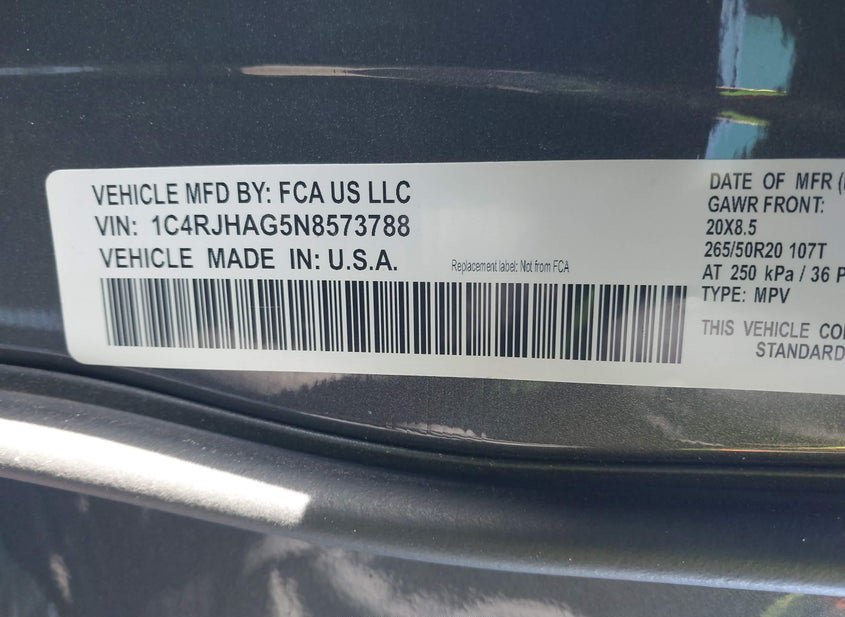 VEHICLE MFD BY: FCA US LLC
VIN: 1C4RJHAG5N8573788
VEHICLE MADE IN: U.S.A.
Replacement label: Not from FCA
DATE OF MFR (
GAWR FRONT:
20X8.5
265/50R20 107T
AT 250 kPa / 36 P
TYPE: MPV
THIS VEHICLE CO
STANDARD